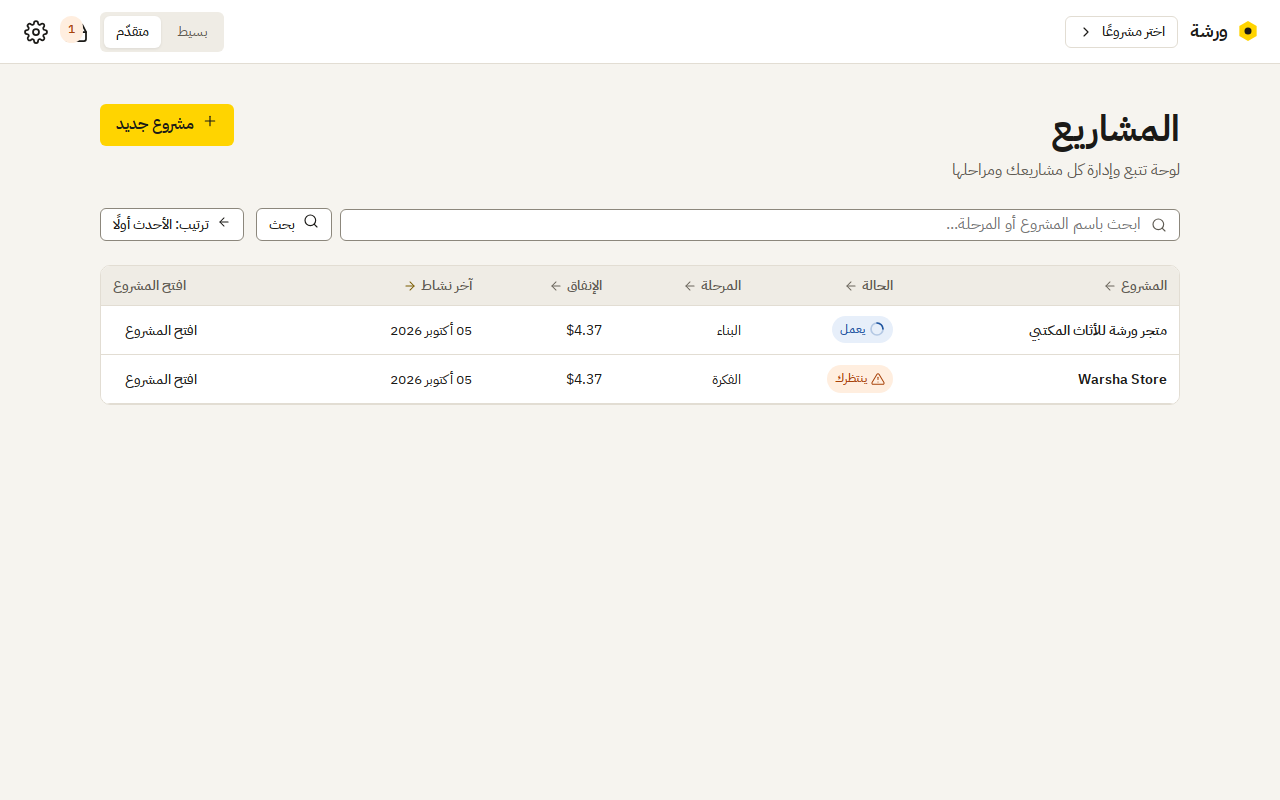 ورشة
اختر مشروعًا
بسيط
متقدّم
1
المشاريع
مشروع جديد
لوحة تتبع وإدارة كل مشاريعك ومراحلها
ابحث باسم المشروع أو المرحلة...
بحث
ترتيب: الأحدث أولًا
المشروع الحالة المرحلة الإنفاق آخر نشاط افتح المشروع
متجر ورشة للأثاث المكتبي يعمل البناء $4.37 05 أكتوبر 2026 افتح المشروع
Warsha Store ينتظرك الفكرة $4.37 05 أكتوبر 2026 افتح المشروع